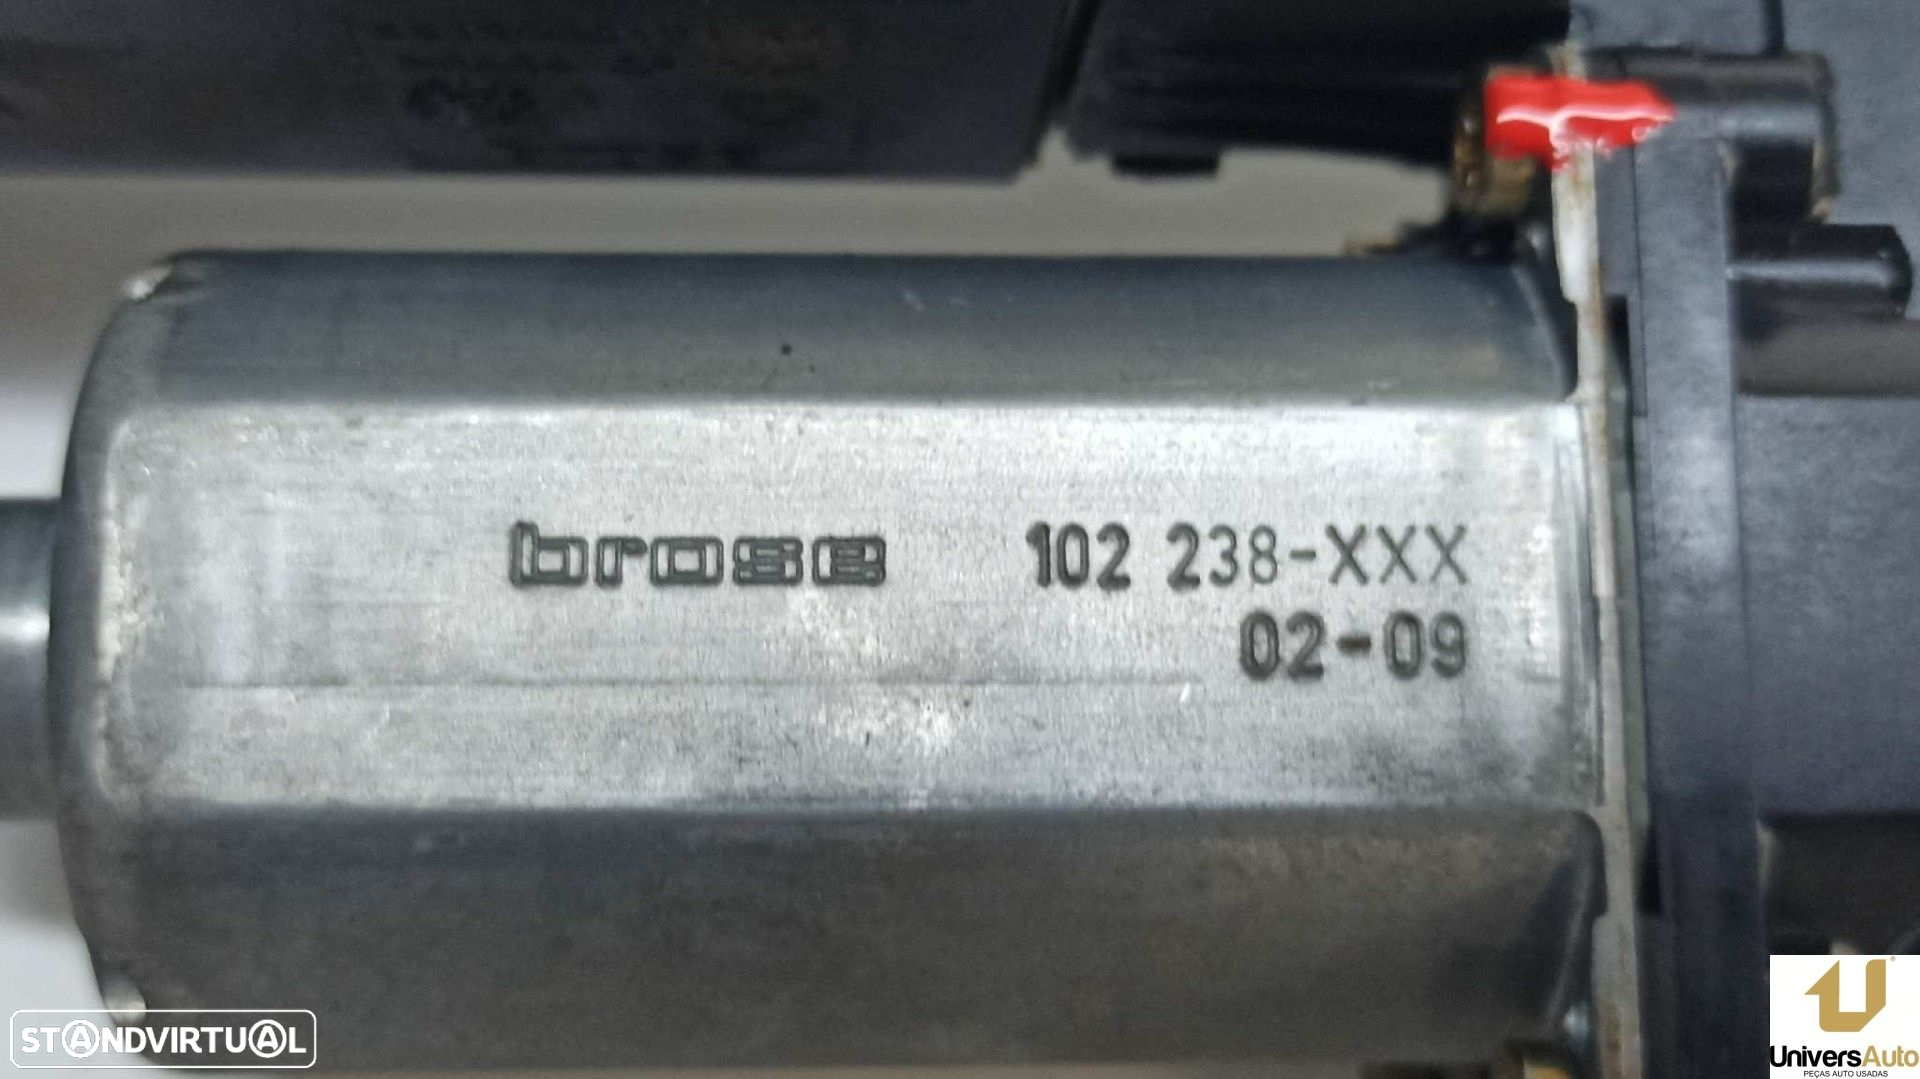 brose 102 238-XXX
02-09
STANDVIRTUAL
UniversAuto
PEÇAS AUTO USADAS